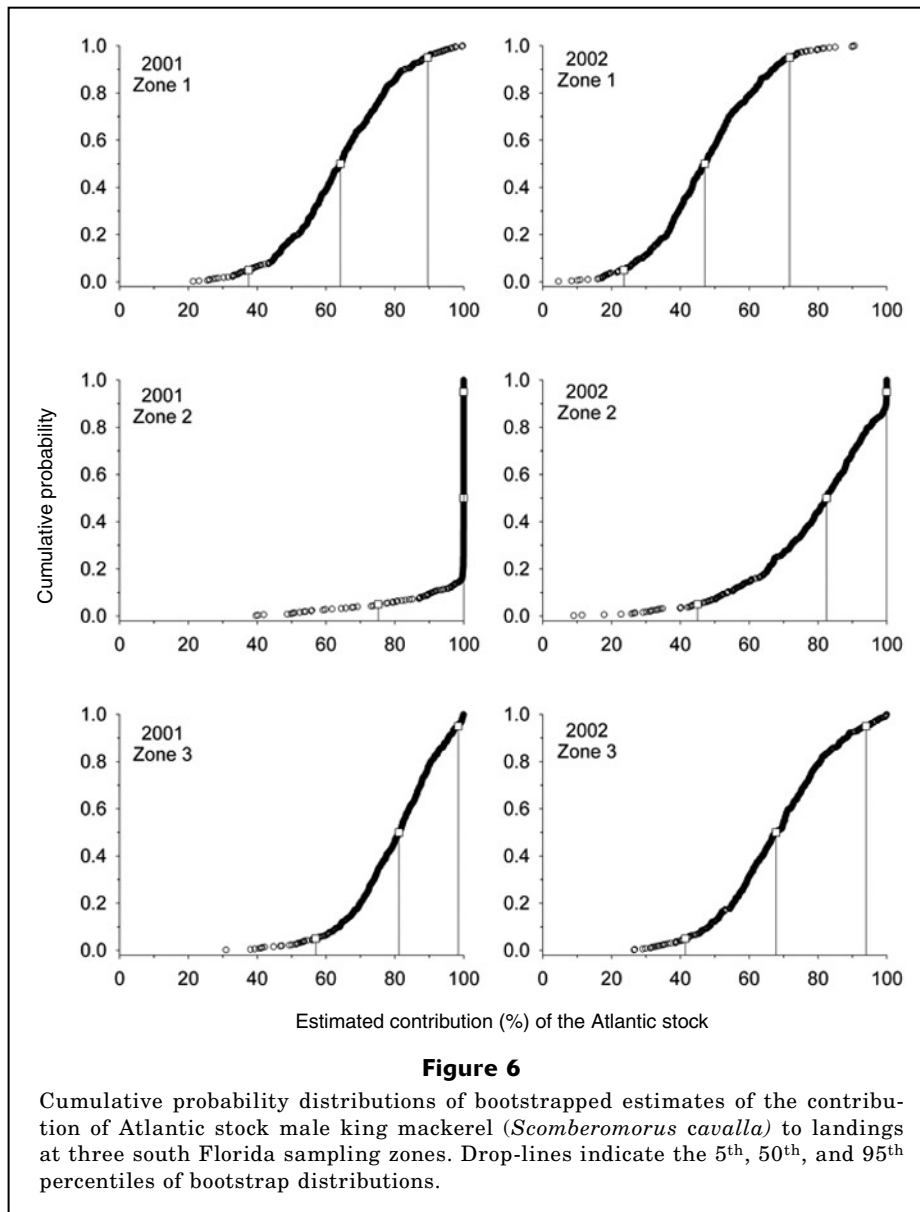 2001
Zone 1
1.0
0.8
0.6
0.4
0.2
0.0
0 20 40 60 80 100
2002
Zone 1
1.0
0.8
0.6
0.4
0.2
0.0
0 20 40 60 80 100
Cumulative probability
2001
Zone 2
1.0
0.8
0.6
0.4
0.2
0.0
0 20 40 60 80 100
2002
Zone 2
1.0
0.8
0.6
0.4
0.2
0.0
0 20 40 60 80 100
2001
Zone 3
1.0
0.8
0.6
0.4
0.2
0.0
0 20 40 60 80 100
2002
Zone 3
1.0
0.8
0.6
0.4
0.2
0.0
0 20 40 60 80 100
Estimated contribution (%) of the Atlantic stock
Figure 6
Cumulative probability distributions of bootstrapped estimates of the contribu-
tion of Atlantic stock male king mackerel (Scomberomorus cavalla) to landings
at three south Florida sampling zones. Drop-lines indicate the 5th, 50th, and 95th
percentiles of bootstrap distributions.